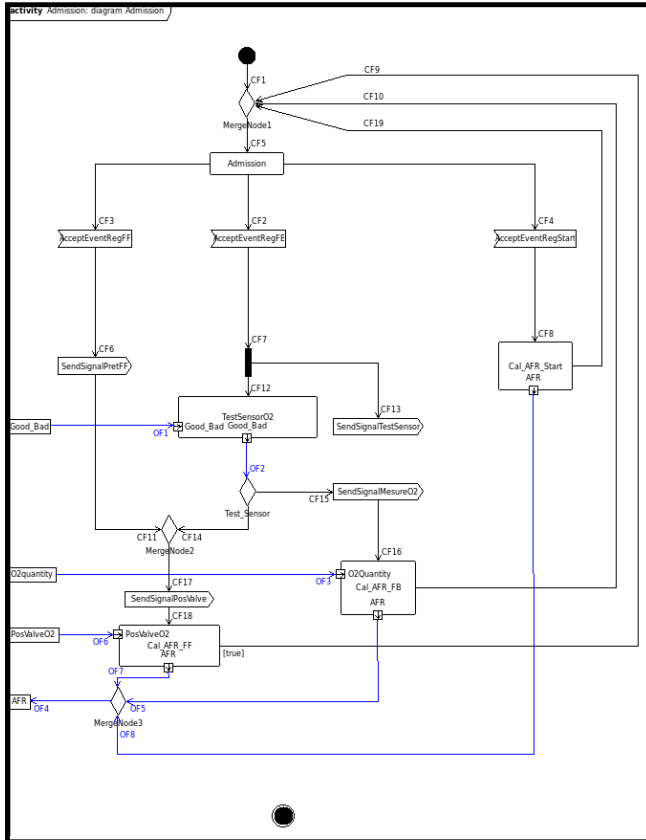 activity Admission: diagram Admission
CF9
CF1
CF10
MergeNode1
CF19
CF5
Admission
CF3
CF2
CF4
AcceptEventRegFF
AcceptEventRegFB
AcceptEventRegStart
CF7
CF8
CF6
SendSignalPretFF
Cal_AFR_Start
AFR
CF12
CF13
TestSensorO2
Good_Bad
Good_Bad
Good_Bad
SendSignalTestSensor
OF1
OF2
SendSignalMesureO2
CF15
Test_Sensor
CF11
CF14
MergeNode2
CF16
O2quantity
O2Quantity
CF17
OF3
Cal_AFR_FB
SendSignalPosValve
AFR
CF18
PosValveO2
PosValveO2
OF6
Cal_AFR_FF
AFR
[true]
OF7
AFR
OF4
OF5
MergeNode3
OF8